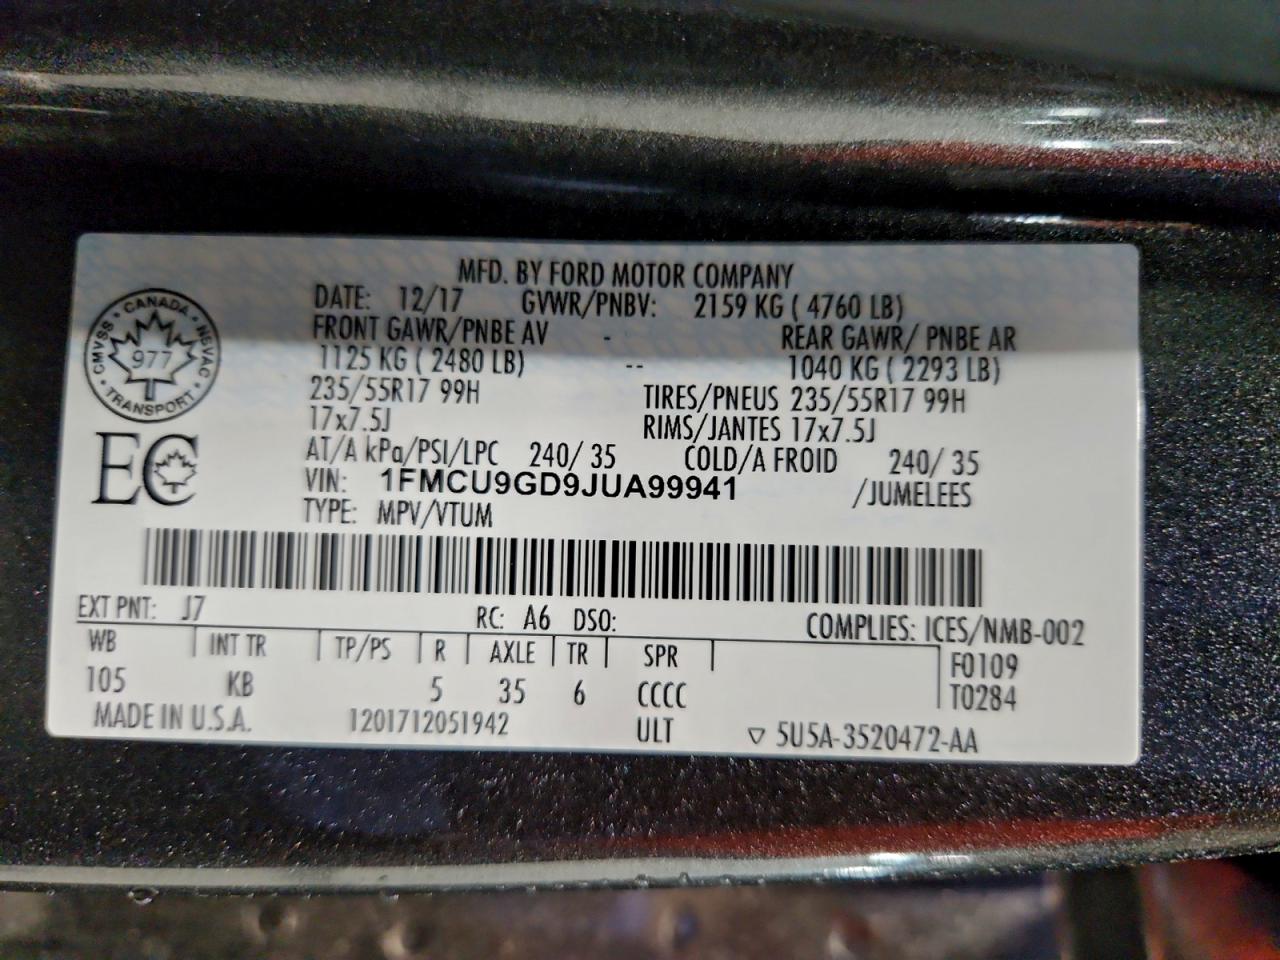 MFD. BY FORD MOTOR COMPANY
DATE: 12/17 GVWR/PNBV: 2159 KG ( 4760 LB)
FRONT GAWR/PNBE AV - REAR GAWR/ PNBE AR
1125 KG ( 2480 LB) -- 1040 KG ( 2293 LB)
235/55R17 99H TIRES/PNEUS 235/55R17 99H
17x7.5J RIMS/JANTES 17x7.5J
AT/A kPa/PSI/LPC 240/ 35 COLD/A FROID 240/ 35
VIN: 1FMCU9GD9JUA99941 /JUMELEES
TYPE: MPV/VTUM
CANADA
CMVSS NSVAC
977
TRANSPORT
EC
EXT PNT: J7 RC: A6 DSO: COMPLIES: ICES/NMB-002
WB INT TR TP/PS R AXLE TR SPR F0109
105 KB 5 35 6 CCCC T0284
MADE IN U.S.A. 1201712051942 ULT ▽ 5U5A-3520472-AA